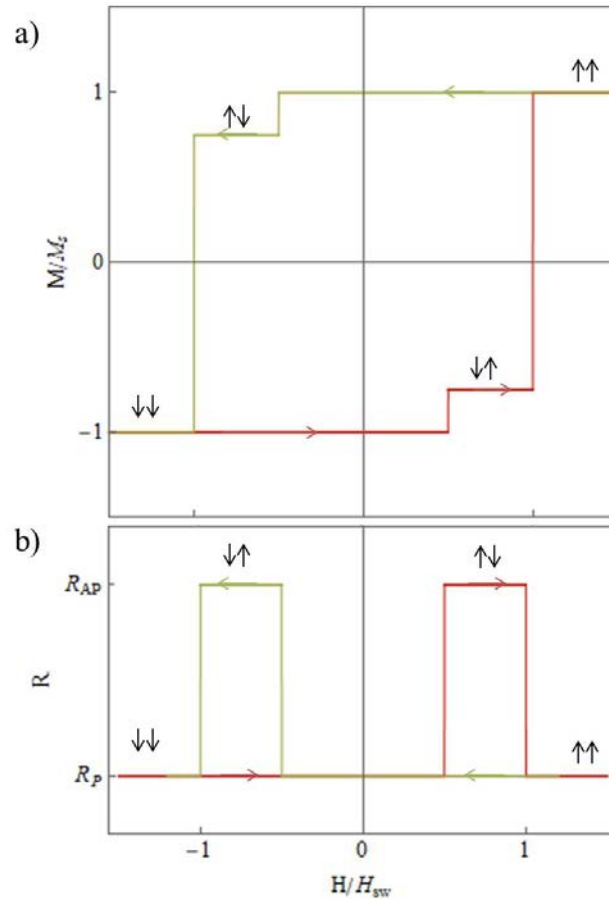 a)
↑↑
1
↑↓
M/Ms
0
↓↑
↓↓
−1
b)
↓↑
↑↓
RAP
R
↓↓
↑↑
RP
−1
0
1
H/Hsw